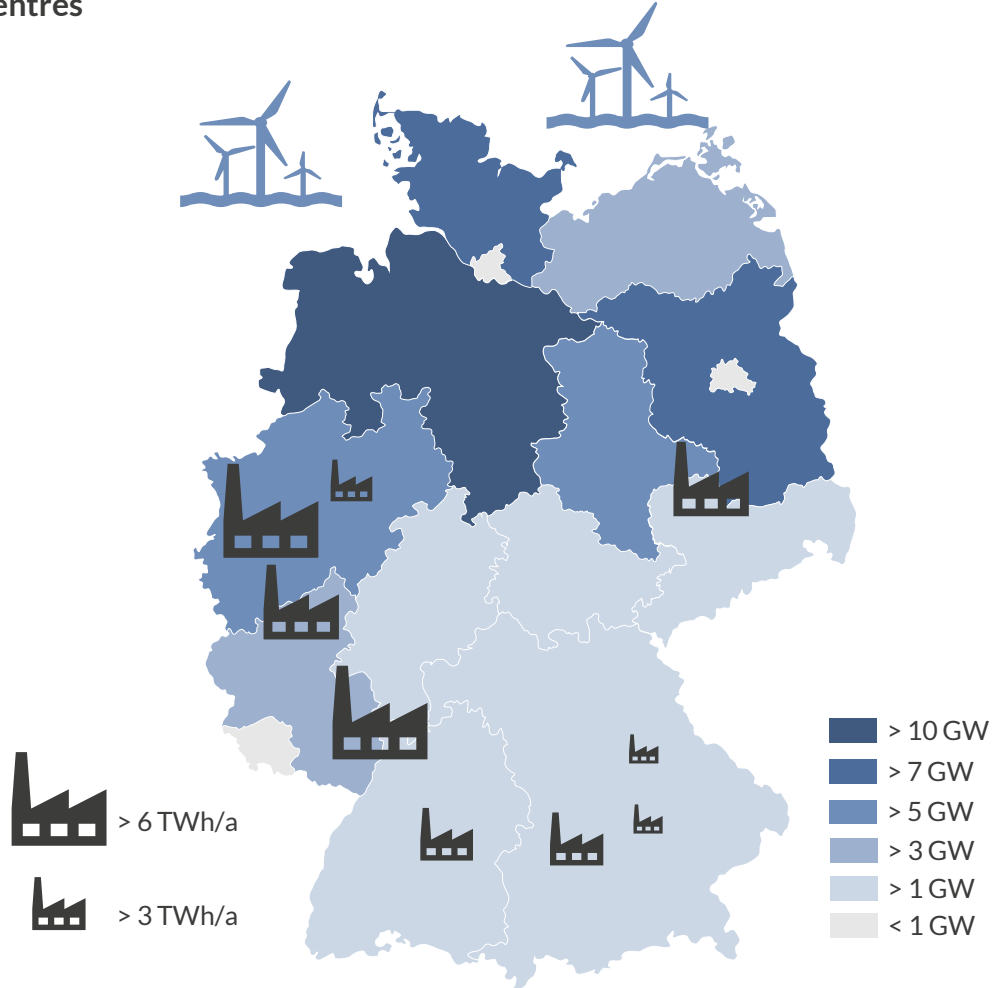 entres
> 10 GW
> 7 GW
> 5 GW
> 3 GW
> 1 GW
< 1 GW
> 6 TWh/a
> 3 TWh/a